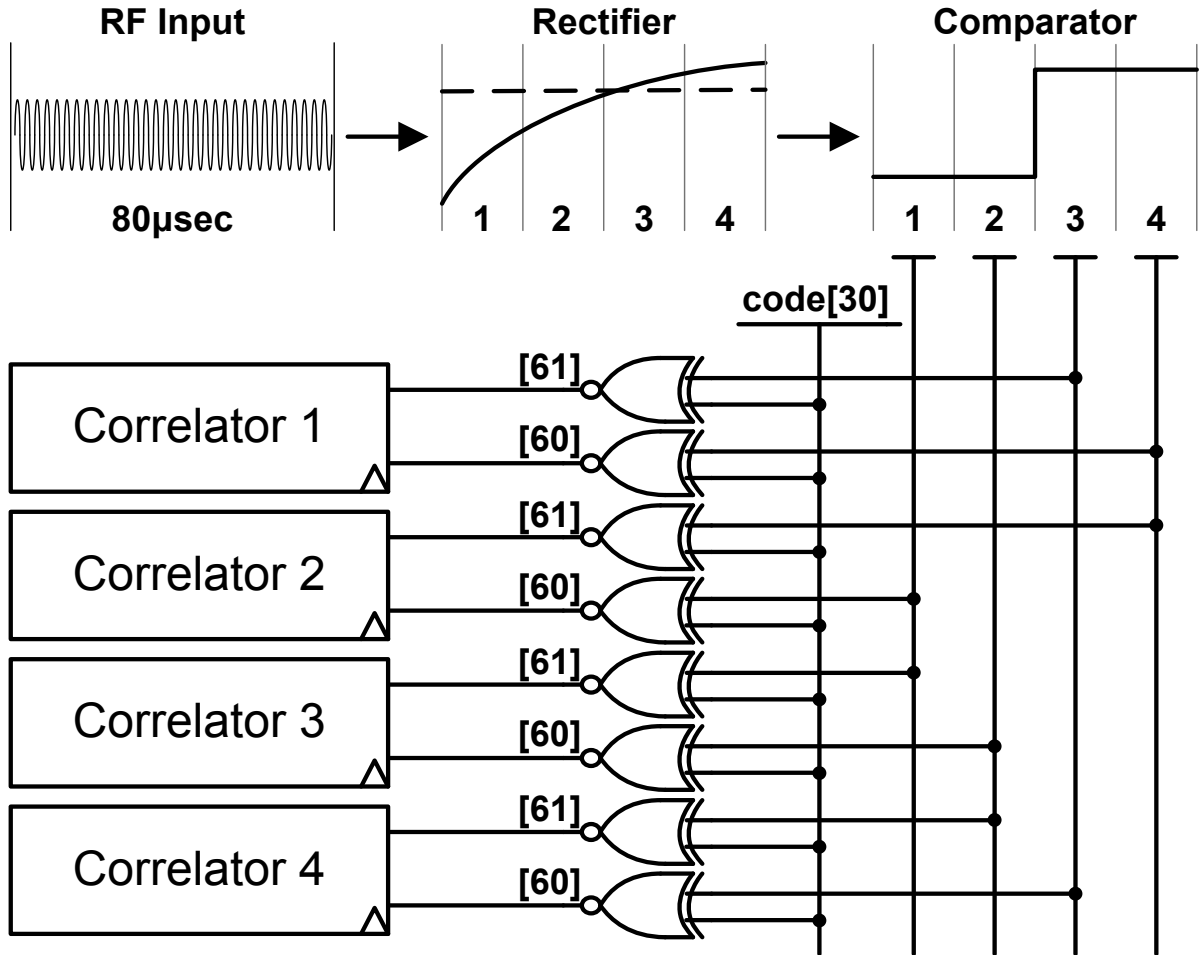 RF Input Rectifier Comparator
80μsec 1 2 3 4 1 2 3 4
code[30]
[61]
Correlator 1
[60]
[61]
Correlator 2
[60]
[61]
Correlator 3
[60]
[61]
Correlator 4
[60]